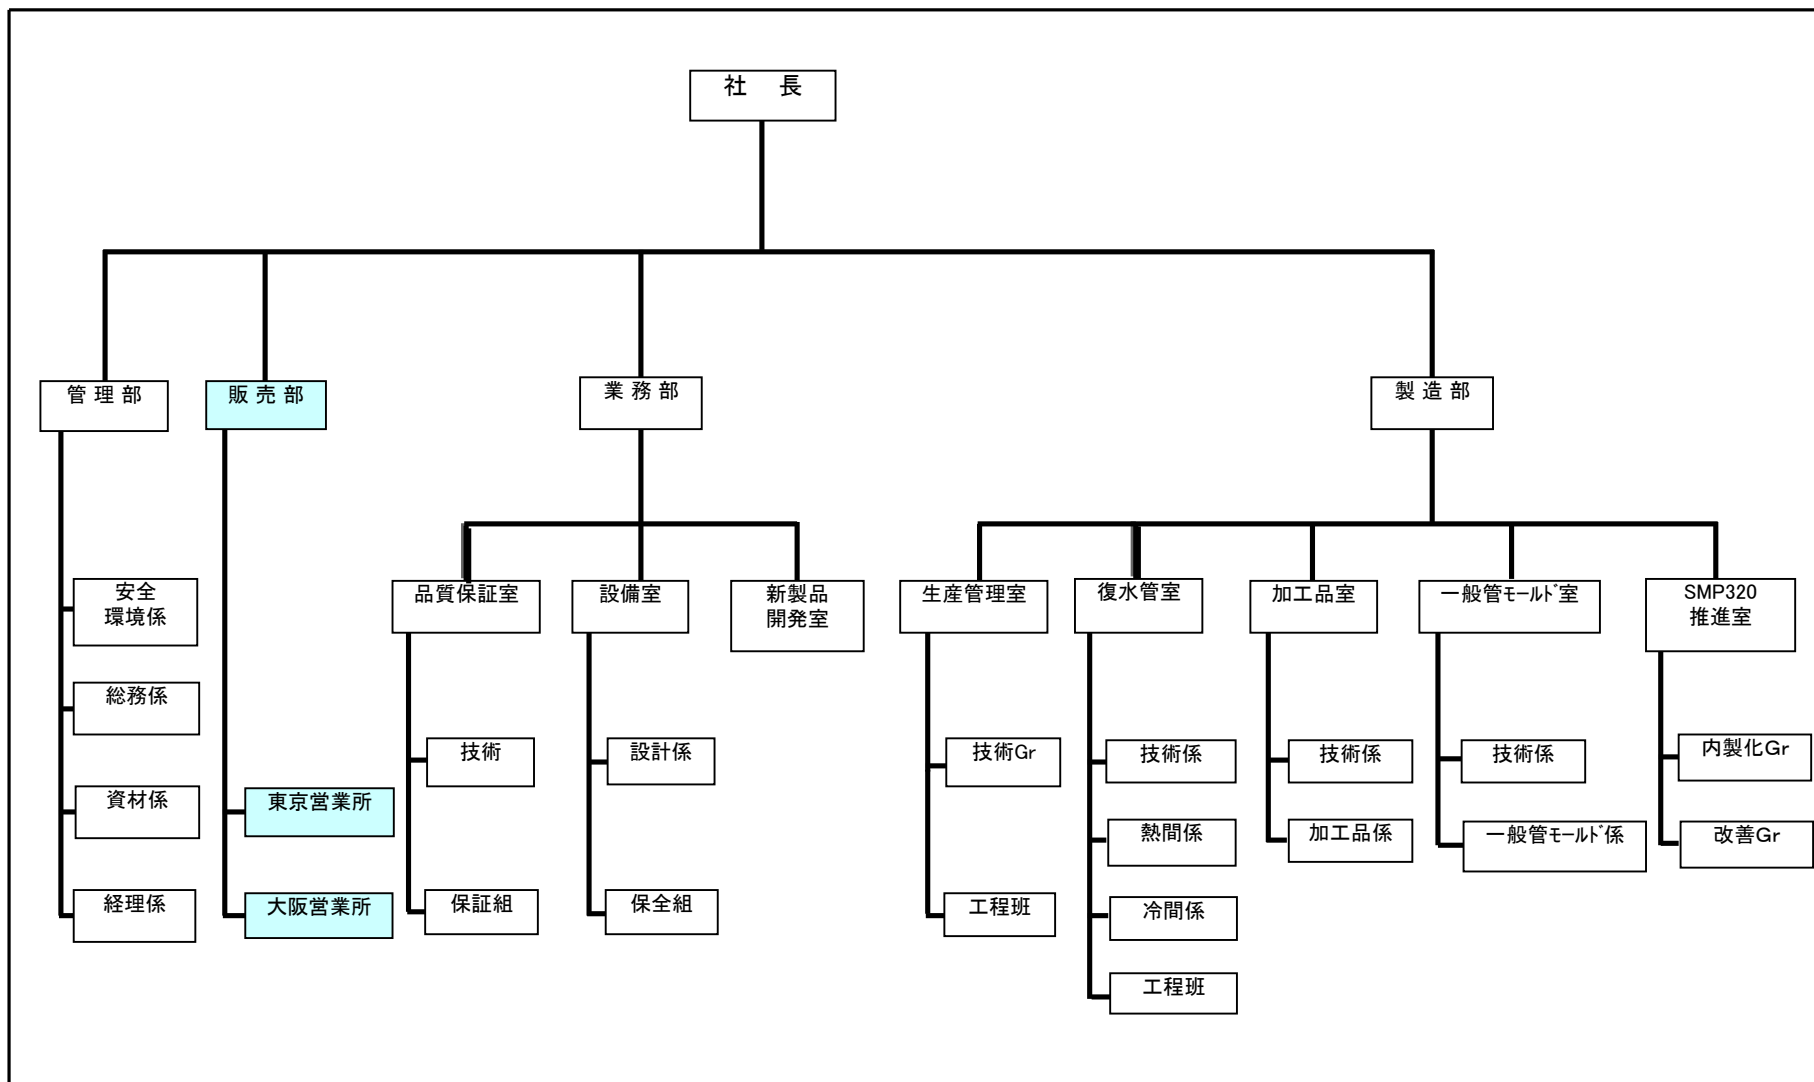 社 長
管 理 部
販 売 部
業 務 部
製 造 部
安全
環境係
総務係
資材係
経理係
東京営業所
大阪営業所
品質保証室
技術
保証組
設備室
設計係
保全組
新製品
開発室
生産管理室
技術Gr
工程班
復水管室
技術係
熱間係
冷間係
工程班
加工品室
技術係
加工品係
一般管ﾓｰﾙﾄﾞ室
技術係
一般管ﾓｰﾙﾄﾞ係
SMP320
推進室
内製化Gr
改善Gr